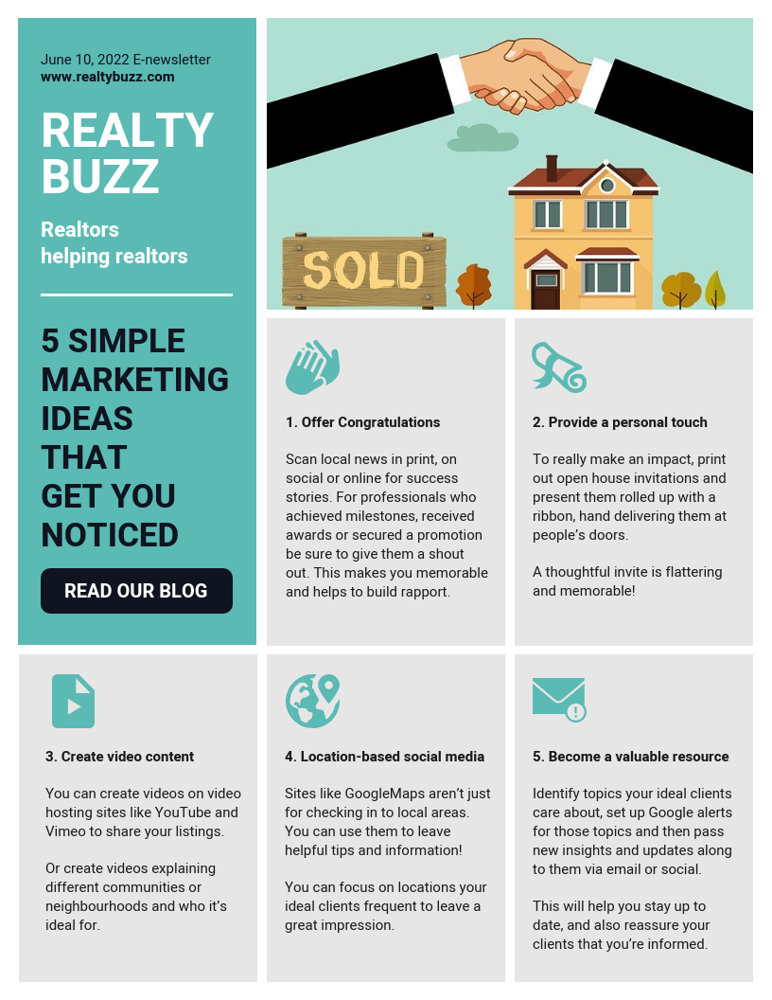 June 10, 2022 E-newsletter
www.realtybuzz.com
REALTY
BUZZ
Realtors
helping realtors
5 SIMPLE
MARKETING
IDEAS
THAT
GET YOU
NOTICED
READ OUR BLOG
SOLD
1. Offer Congratulations
Scan local news in print, on
social or online for success
stories. For professionals who
achieved milestones, received
awards or secured a promotion
be sure to give them a shout
out. This makes you memorable
and helps to build rapport.
2. Provide a personal touch
To really make an impact, print
out open house invitations and
present them rolled up with a
ribbon, hand delivering them at
people’s doors.
A thoughtful invite is flattering
and memorable!
3. Create video content
You can create videos on video
hosting sites like YouTube and
Vimeo to share your listings.
Or create videos explaining
different communities or
neighbourhoods and who it’s
ideal for.
4. Location-based social media
Sites like GoogleMaps aren’t just
for checking in to local areas.
You can use them to leave
helpful tips and information!
You can focus on locations your
ideal clients frequent to leave a
great impression.
5. Become a valuable resource
Identify topics your ideal clients
care about, set up Google alerts
for those topics and then pass
new insights and updates along
to them via email or social.
This will help you stay up to
date, and also reassure your
clients that you’re informed.